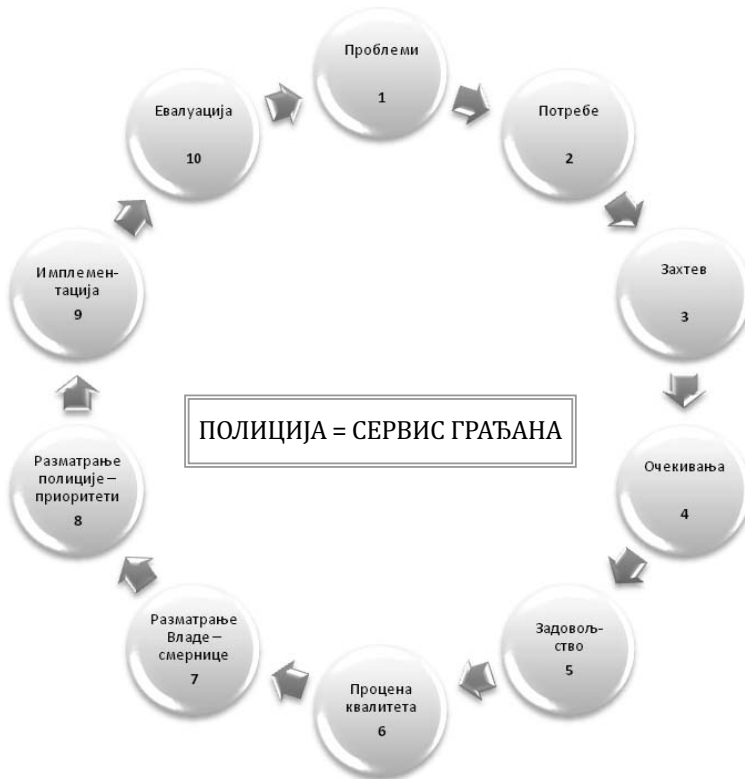 Проблеми
1
Потребе
2
Захтев
3
Очекивања
4
Задовољ-
ство
5
Процена
квалитета
6
Разматрање
Владе –
смернице
7
Разматрање
полиције –
приоритети
8
Имплемен-
тација
9
Евалуација
10
ПОЛИЦИЈА = СЕРВИС ГРАЂАНА